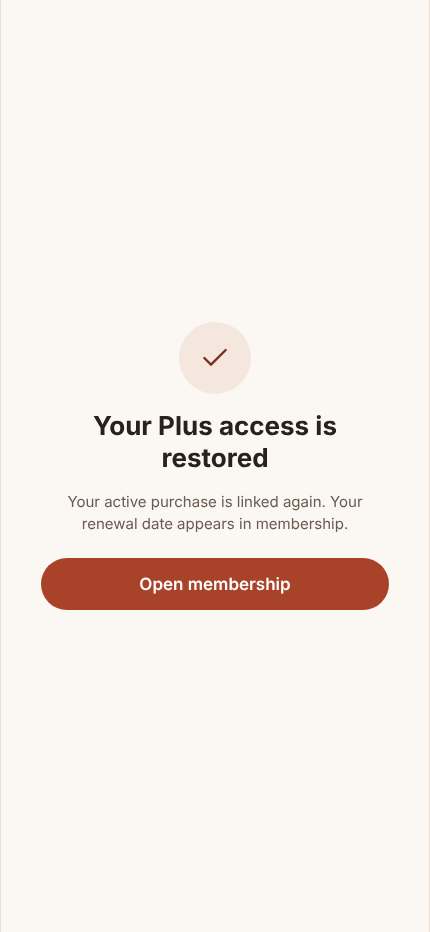 Your Plus access is
restored
Your active purchase is linked again. Your
renewal date appears in membership.
Open membership